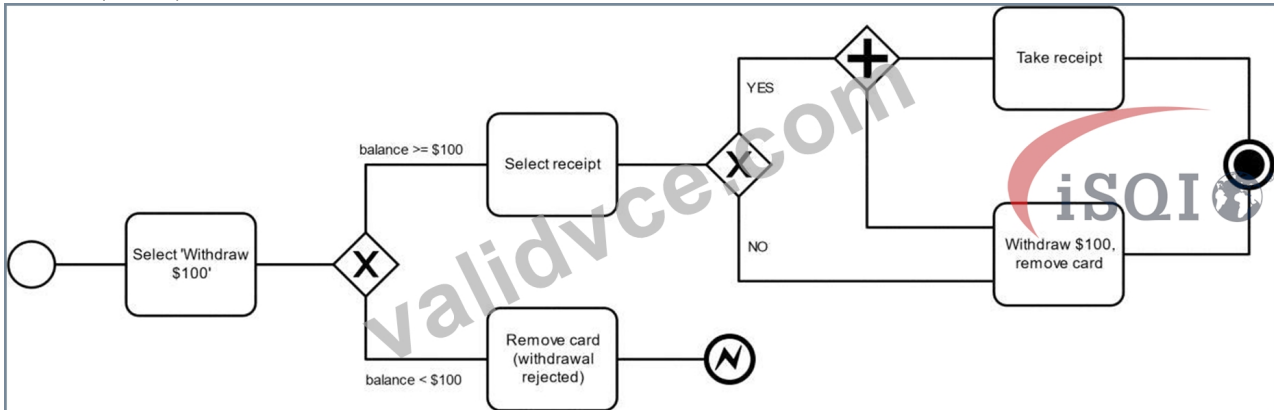 Take receipt
YES
balance >= $100
Select receipt
X
iSQI
Select 'Withdraw
$100'
X
NO
Withdraw $100,
remove card
Remove card
(withdrawal
rejected)
balance < $100
validvce.com